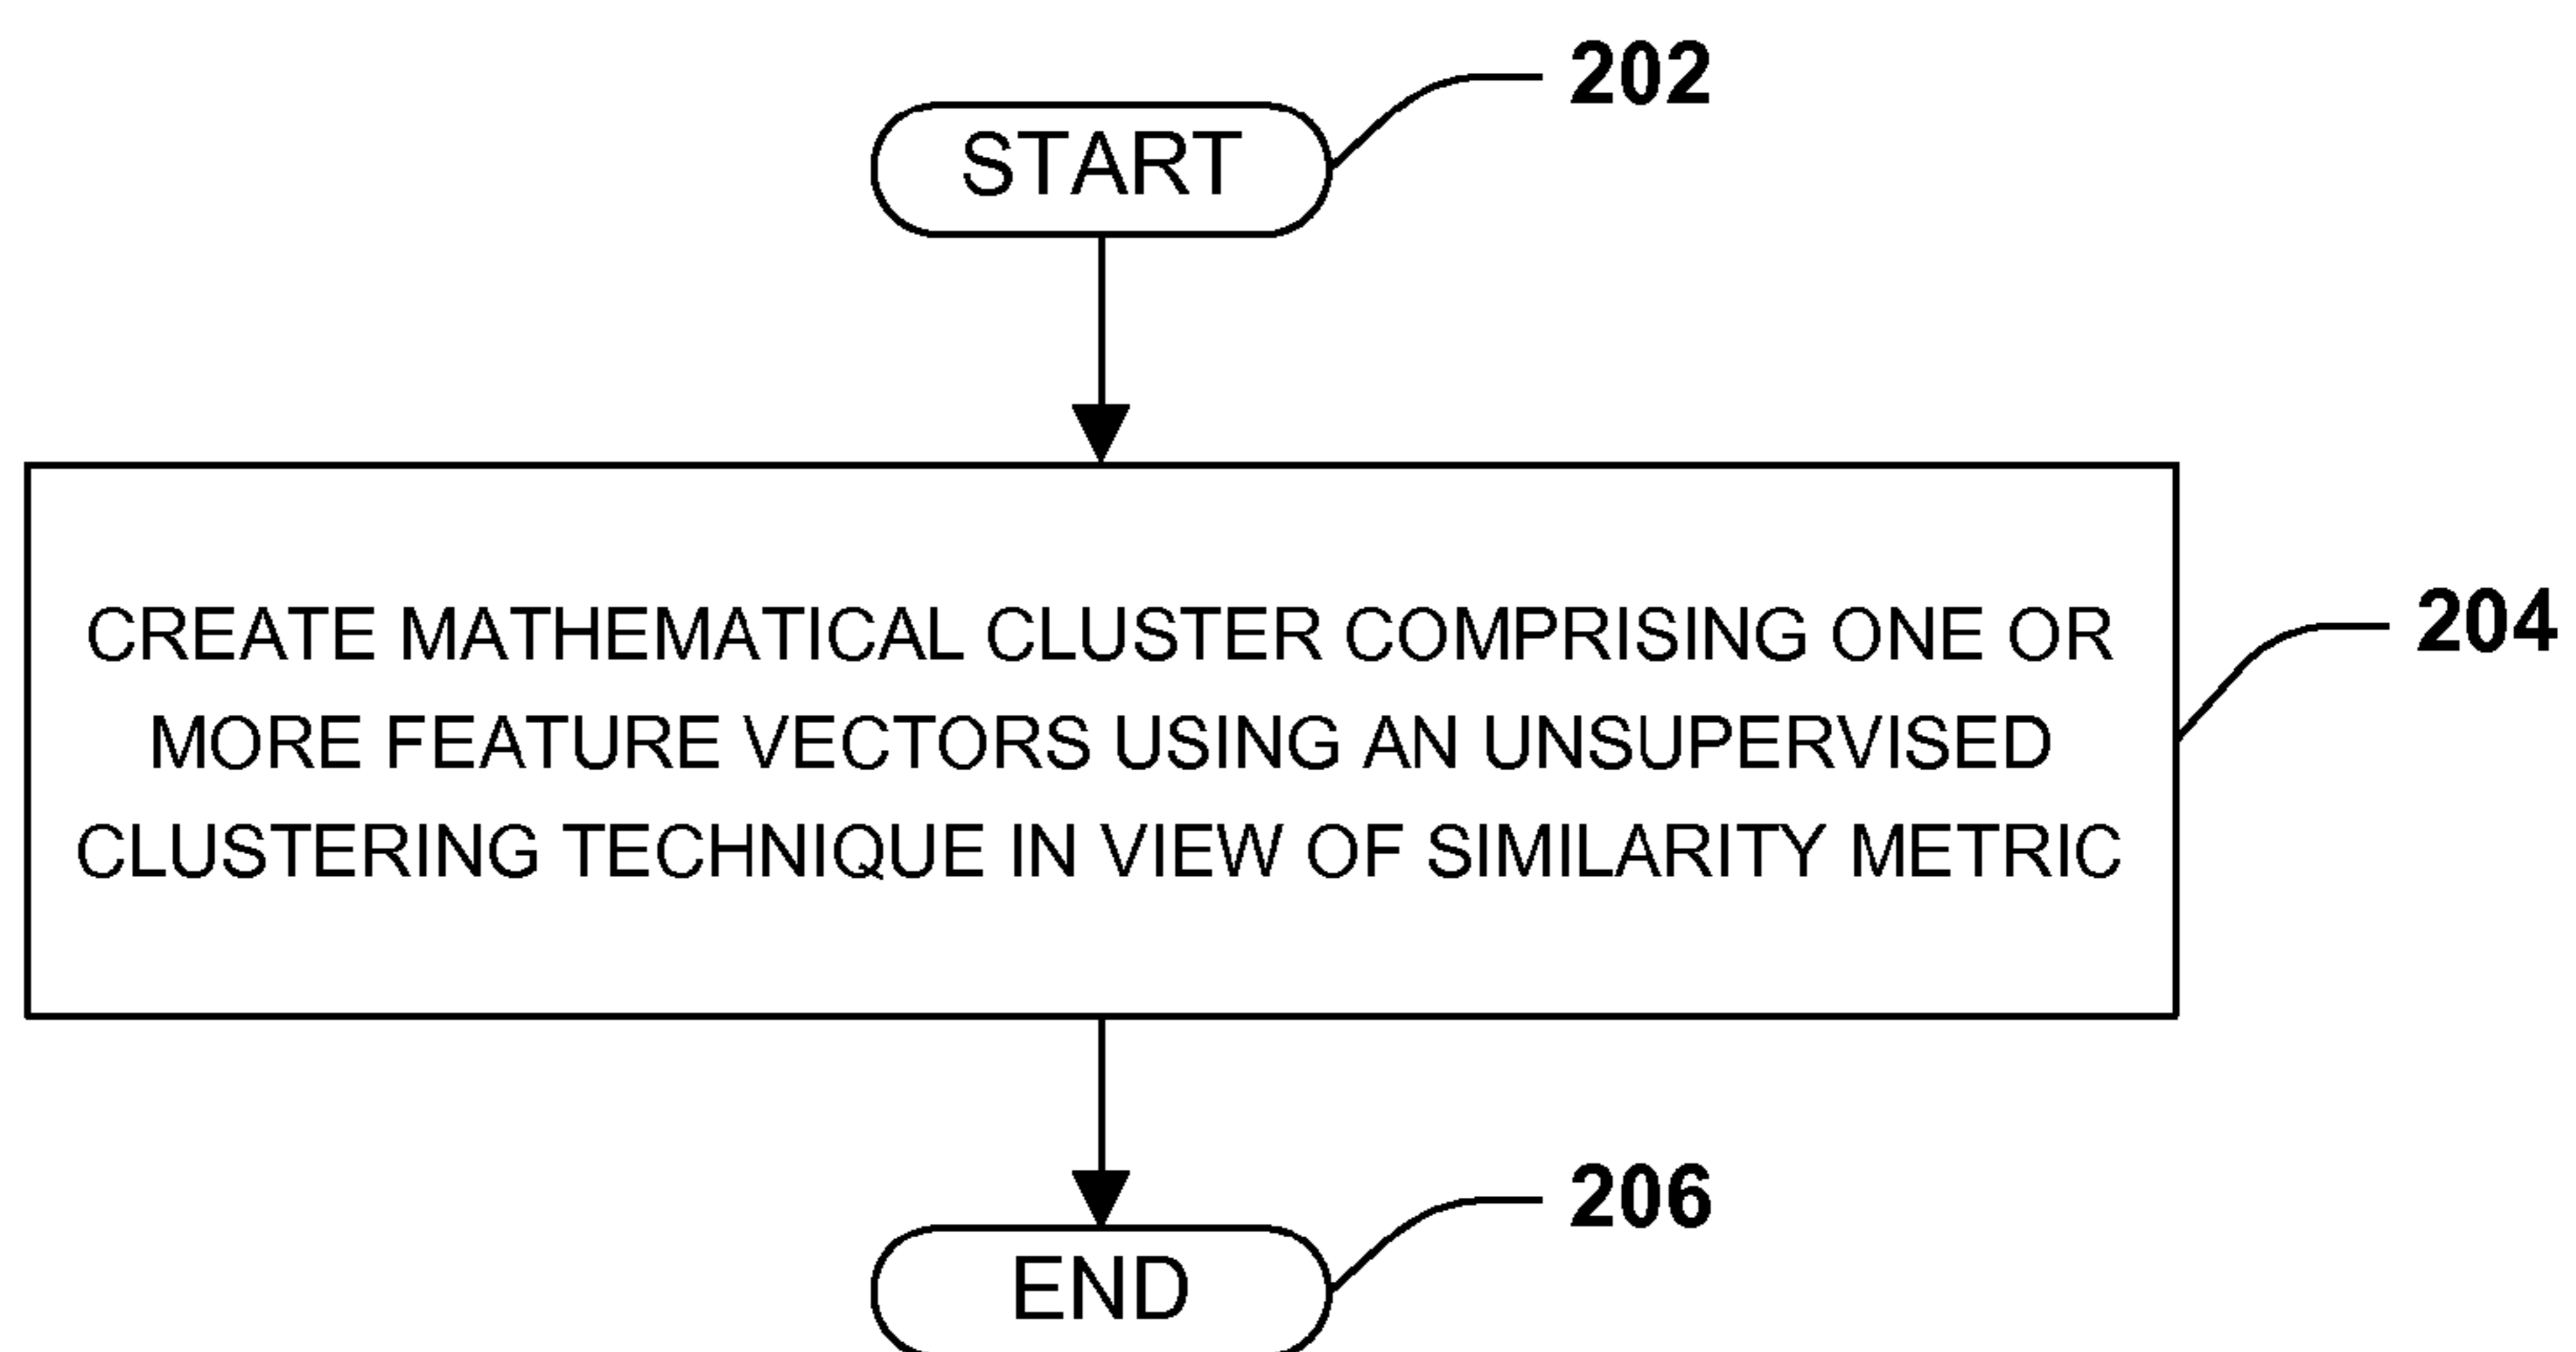 202
START
CREATE MATHEMATICAL CLUSTER COMPRISING ONE OR
MORE FEATURE VECTORS USING AN UNSUPERVISED
CLUSTERING TECHNIQUE IN VIEW OF SIMILARITY METRIC
204
206
END